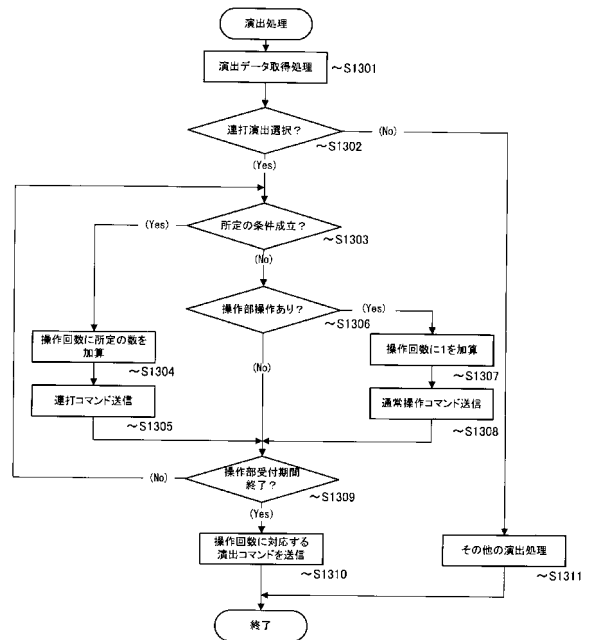 演出処理
演出データ取得処理
～S1301
連打演出選択？
～S1302
(No)
(Yes)
所定の条件成立？
～S1303
(Yes)
(No)
操作部操作あり？
～S1306
(Yes)
操作回数に所定の数を
加算
～S1304
操作回数に1を加算
～S1307
(No)
連打コマンド送信
～S1305
通常操作コマンド送信
～S1308
操作部受付期間
終了？
～S1309
(No)
(Yes)
操作回数に対応する
演出コマンドを送信
～S1310
その他の演出処理
～S1311
終了